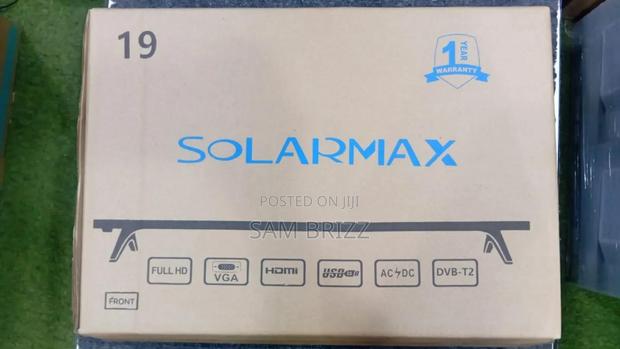 19
1
YEAR
WARRANTY
SOLARMAX
POSTED ON JIJI
SAM BRIZZ
FULL HD
VGA
HDMI
USB
AC DC
DVB-T2
FRONT